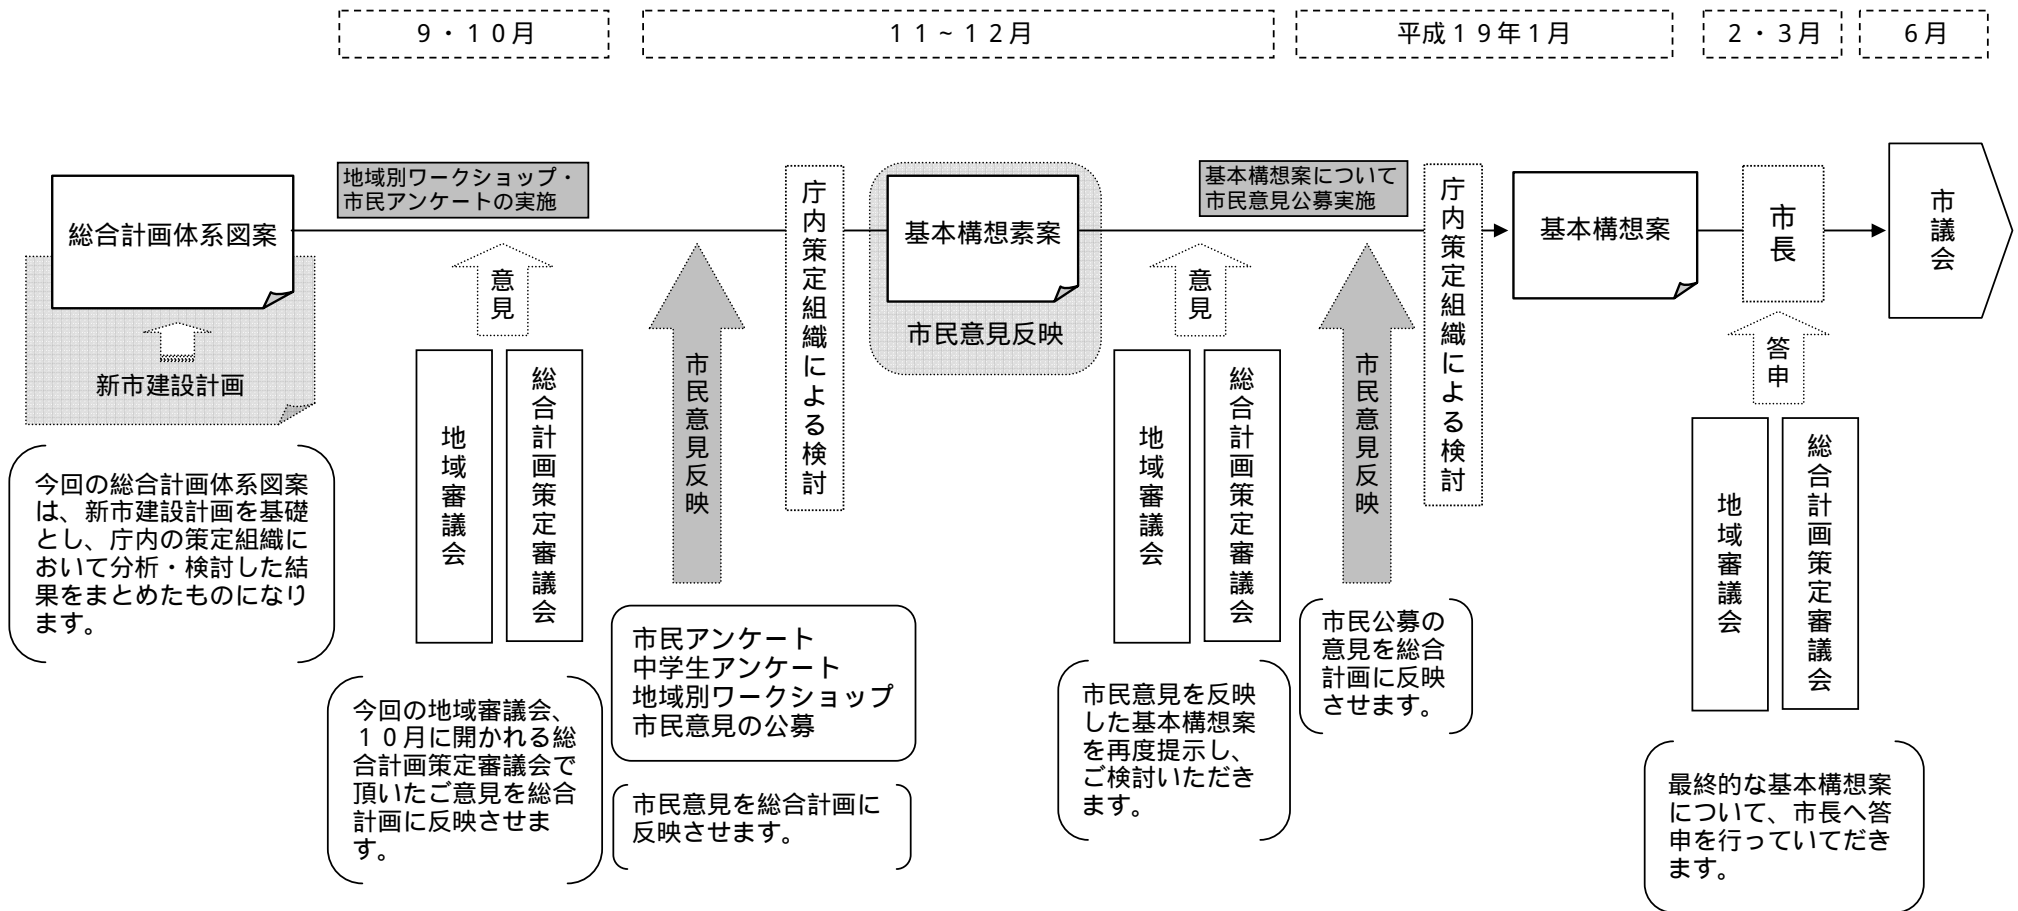 ９・10月
１１～１２月
平成１９年１月
２・３月
６月
総合計画体系図案
新市建設計画
今回の総合計画体系図案
は、新市建設計画を基礎
とし、庁内の策定組織に
おいて分析・検討した結
果をまとめたものになり
ます。
地域別ワークショップ・
市民アンケートの実施
意見
地域審議会
総合計画策定審議会
今回の地域審議会、
１０月に開かれる総
合計画策定審議会で
頂いたご意見を総合
計画に反映させま
す。
市民意見反映
市民アンケート
中学生アンケート
地域別ワークショップ
市民意見の公募
市民意見を総合計画に
反映させます。
庁内策定組織による検討
基本構想素案
市民意見反映
意見
地域審議会
総合計画策定審議会
市民意見を反映
した基本構想案
を再度提示し、
ご検討いただき
ます。
基本構想案について
市民意見公募実施
市民意見反映
市民公募の
意見を総合
計画に反映
させます。
庁内策定組織による検討
基本構想案
市長
答申
地域審議会
総合計画策定審議会
最終的な基本構想案
について、市長へ答
申を行っていてだき
ます。
市議会